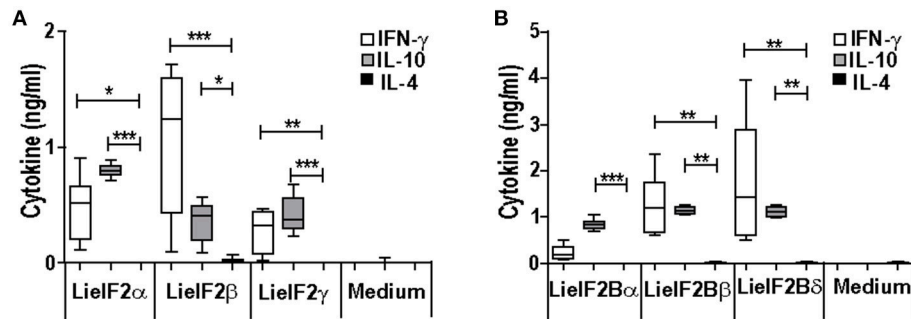 A
Cytokine (ng/ml)
2
1
0
IFN-γ
IL-10
IL-4
***
*
*
***
**
***
LieIF2α
LieIF2β
LieIF2γ
Medium
B
Cytokine (ng/ml)
5
4
3
2
1
0
IFN-γ
IL-10
IL-4
**
**
**
**
***
LieIF2Bα
LieIF2Bβ
LieIF2Bδ
Medium